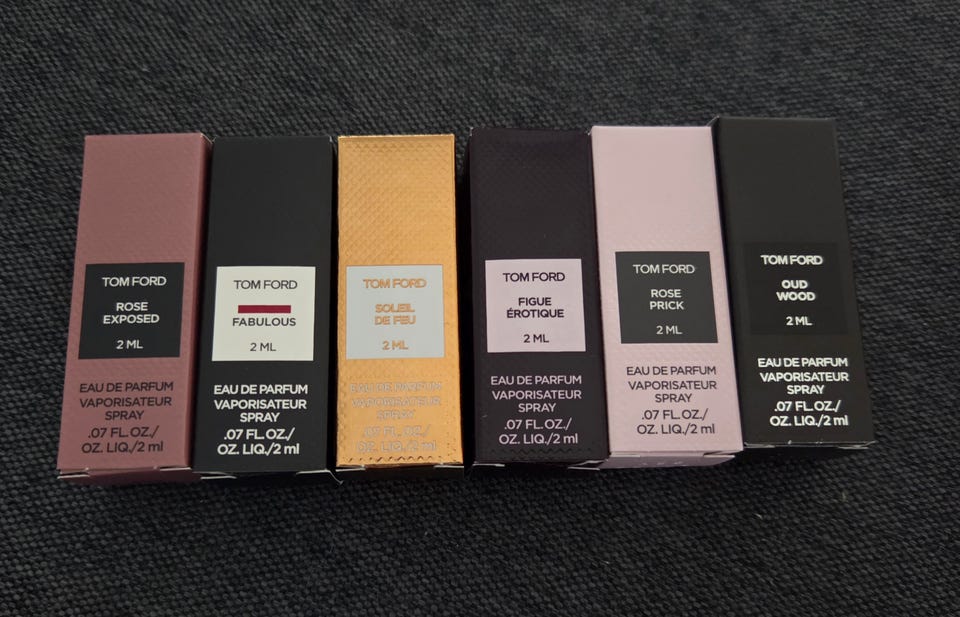 TOM FORD
ROSE
EXPOSED
2 ML
EAU DE PARFUM
VAPORISATEUR
SPRAY
.07 FL.OZ./
OZ. LIQ./2 ml
TOM FORD
FABULOUS
2 ML
EAU DE PARFUM
VAPORISATEUR
SPRAY
.07 FL.OZ./
OZ. LIQ./2 ml
TOM FORD
SOLEIL
DE FEU
2 ML
EAU DE PARFUM
VAPORISATEUR
SPRAY
.07 FL. OZ./
OZ. LIQ./2 ml
TOM FORD
FIGUE
ÉROTIQUE
2 ML
EAU DE PARFUM
VAPORISATEUR
SPRAY
.07 FL.OZ./
OZ. LIQ./2 ml
TOM FORD
ROSE
PRICK
2 ML
EAU DE PARFUM
VAPORISATEUR
SPRAY
.07 FL.OZ./
OZ. LIQ./2 ml
TOM FORD
OUD
WOOD
2 ML
EAU DE PARFUM
VAPORISATEUR
SPRAY
.07 FL.OZ./
OZ. LIQ./2 ml